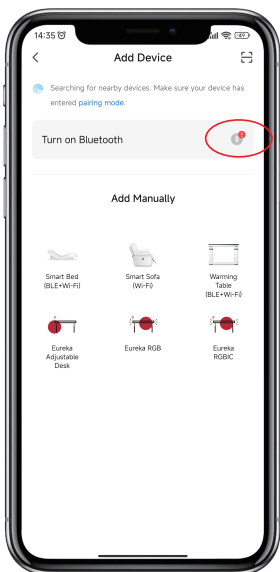 14:35
49
Add Device
Searching for nearby devices. Make sure your device has
entered pairing mode.
Turn on Bluetooth
Add Manually
Smart Bed
(BLE+Wi-Fi)
Smart Sofa
(Wi-Fi)
Warming
Table
(BLE+Wi-Fi)
Eureka
Adjustable
Desk
Eureka RGB
Eureka
RGBIC